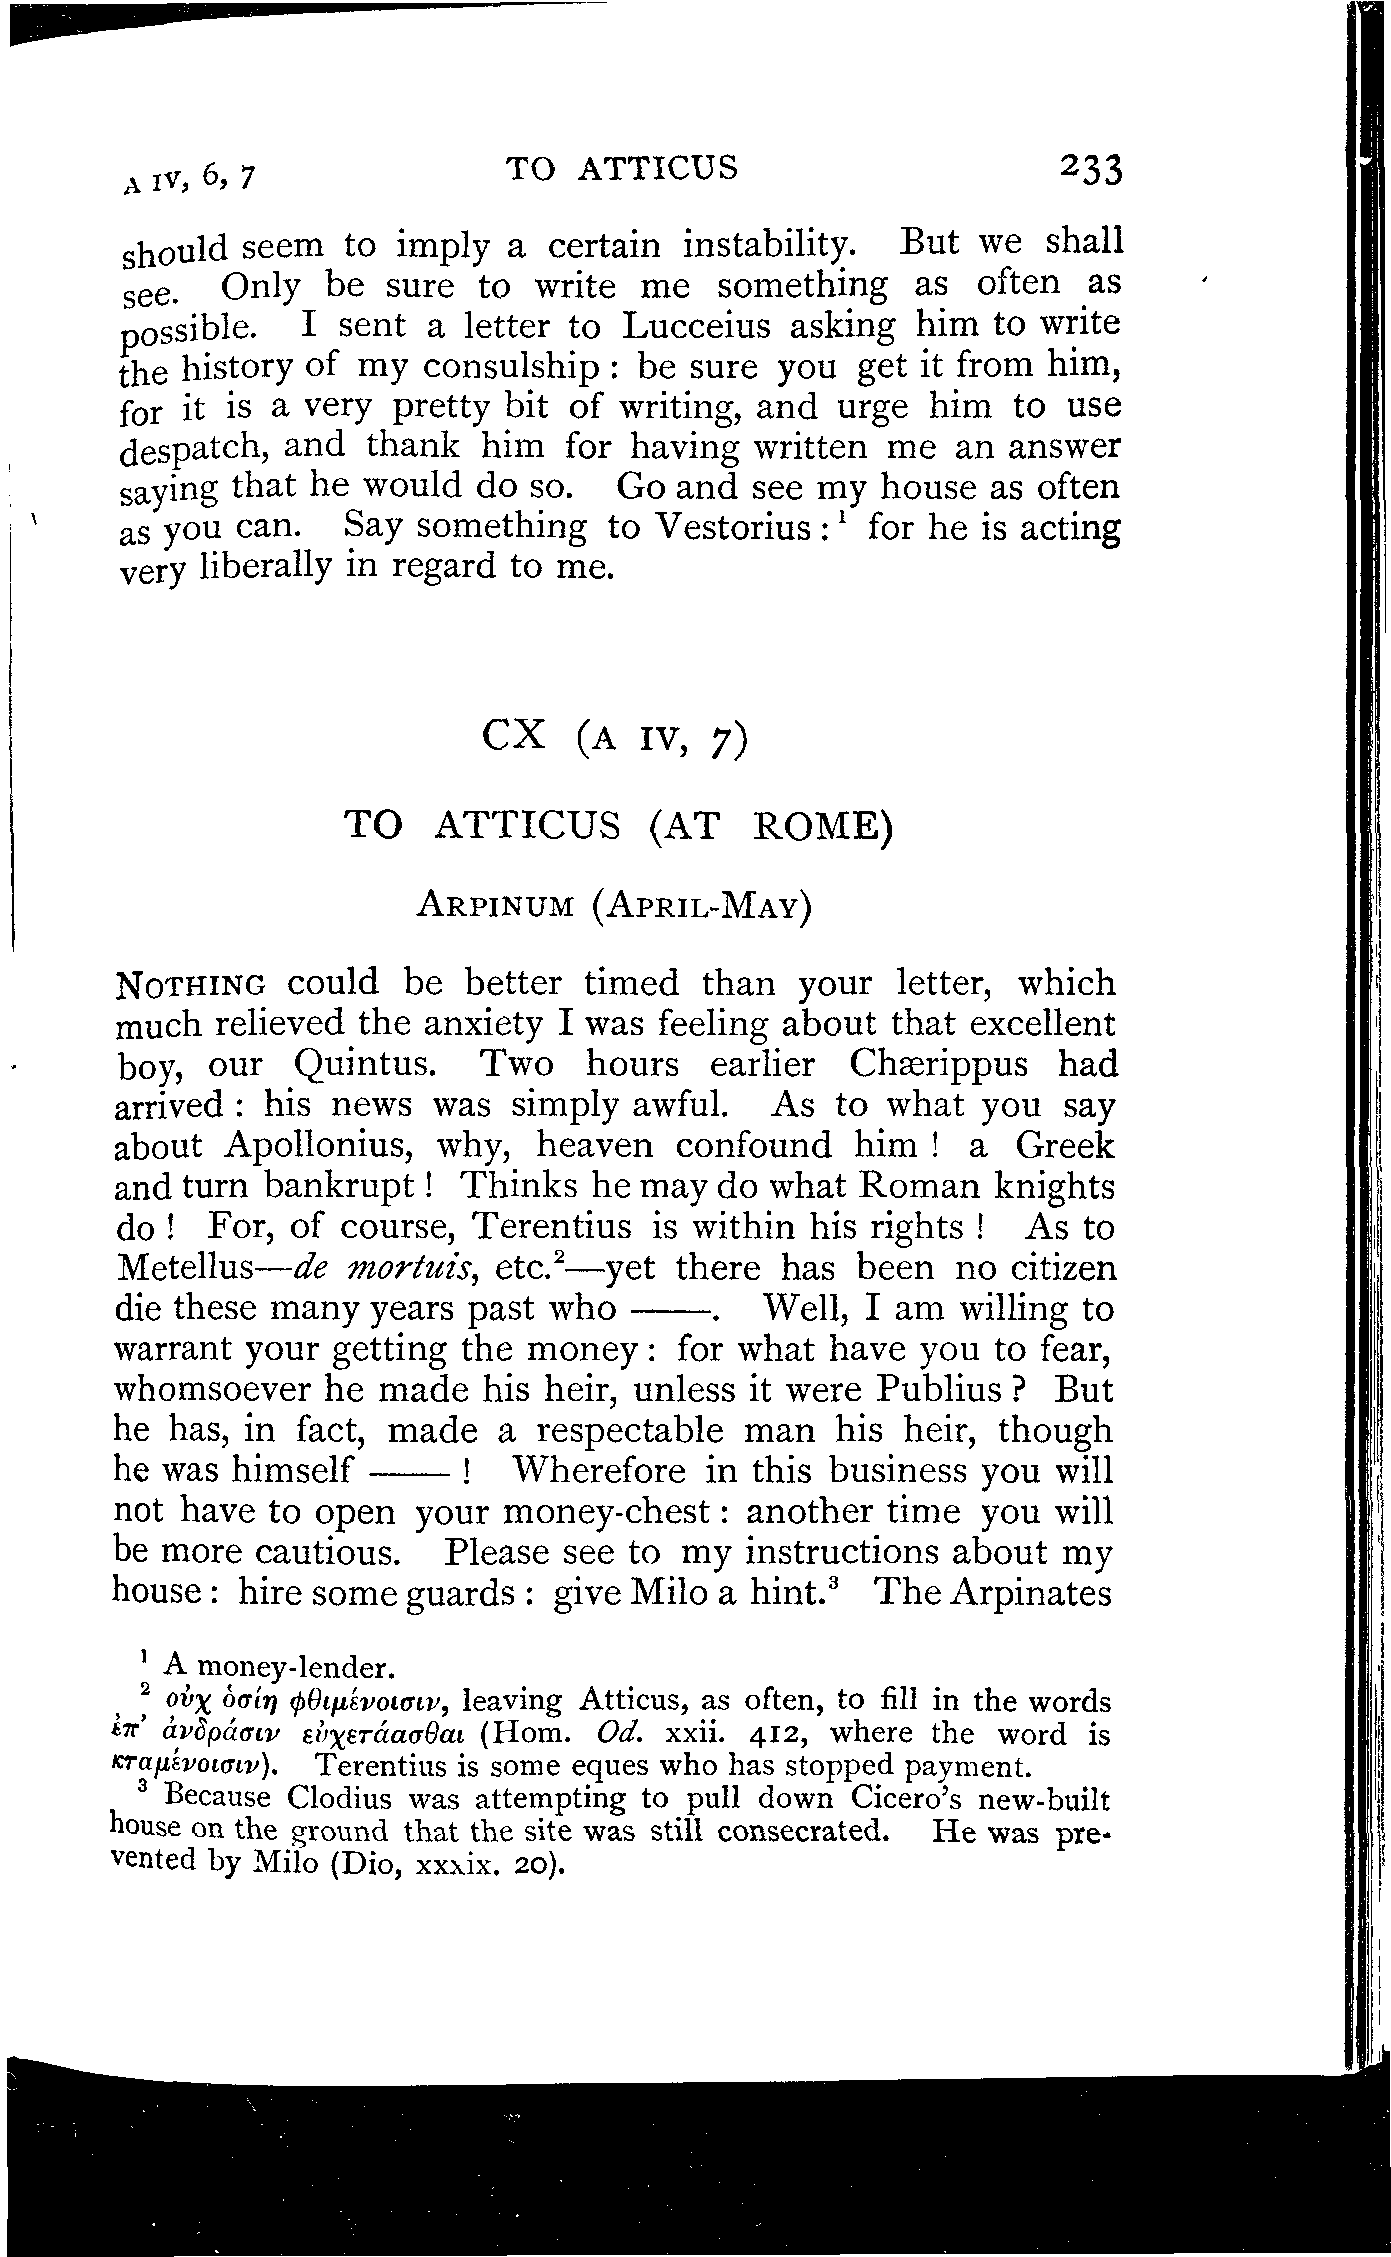 A IV, 6, 7 TO ATTICUS 233
should seem to imply a certain instability. But we shall
see. Only be sure to write me something as often as
possible. I sent a letter to Lucceius asking him to write
the history of my consulship : be sure you get it from him,
for it is a very pretty bit of writing, and urge him to use
despatch, and thank him for having written me an answer
saying that he would do so. Go and see my house as often
as you can. Say something to Vestorius :¹ for he is acting
very liberally in regard to me.
CX (A IV, 7)
TO ATTICUS (AT ROME)
ARPINUM (APRIL-MAY)
NOTHING could be better timed than your letter, which
much relieved the anxiety I was feeling about that excellent
boy, our Quintus. Two hours earlier Chærippus had
arrived : his news was simply awful. As to what you say
about Apollonius, why, heaven confound him ! a Greek
and turn bankrupt ! Thinks he may do what Roman knights
do ! For, of course, Terentius is within his rights ! As to
Metellus—de mortuis, etc.²—yet there has been no citizen
die these many years past who ——. Well, I am willing to
warrant your getting the money : for what have you to fear,
whomsoever he made his heir, unless it were Publius ? But
he has, in fact, made a respectable man his heir, though
he was himself —— ! Wherefore in this business you will
not have to open your money-chest : another time you will
be more cautious. Please see to my instructions about my
house : hire some guards : give Milo a hint.³ The Arpinates
¹ A money-lender.
² οὐχ ὁσίη φθιμένοισιν, leaving Atticus, as often, to fill in the words
ἐπ’ ἀνδράσιν εὐχετάασθαι (Hom. Od. xxii. 412, where the word is
κταμένοισιν). Terentius is some eques who has stopped payment.
³ Because Clodius was attempting to pull down Cicero’s new-built
house on the ground that the site was still consecrated. He was pre-
vented by Milo (Dio, xxxix. 20).